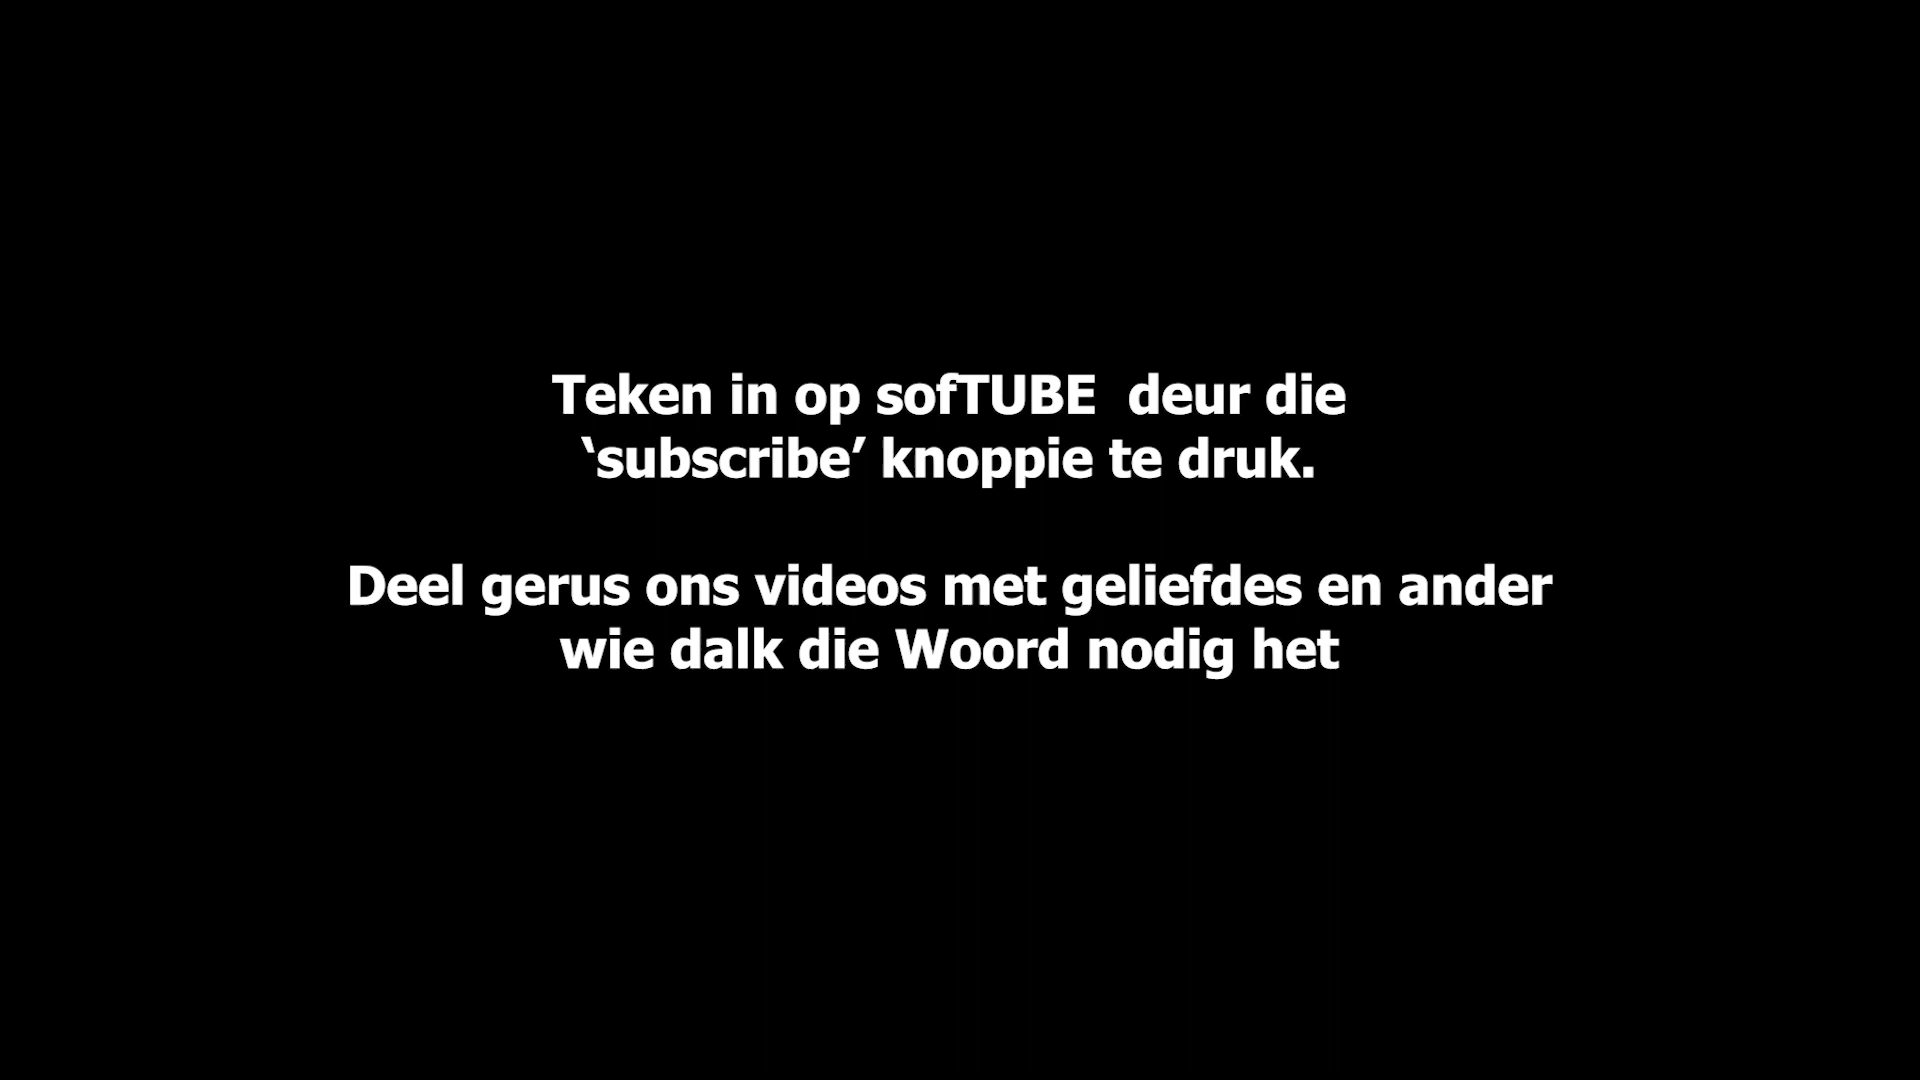 Teken in op sofTUBE  deur die
‘subscribe’ knoppie te druk.
Deel gerus ons videos met geliefdes en ander
wie dalk die Woord nodig het